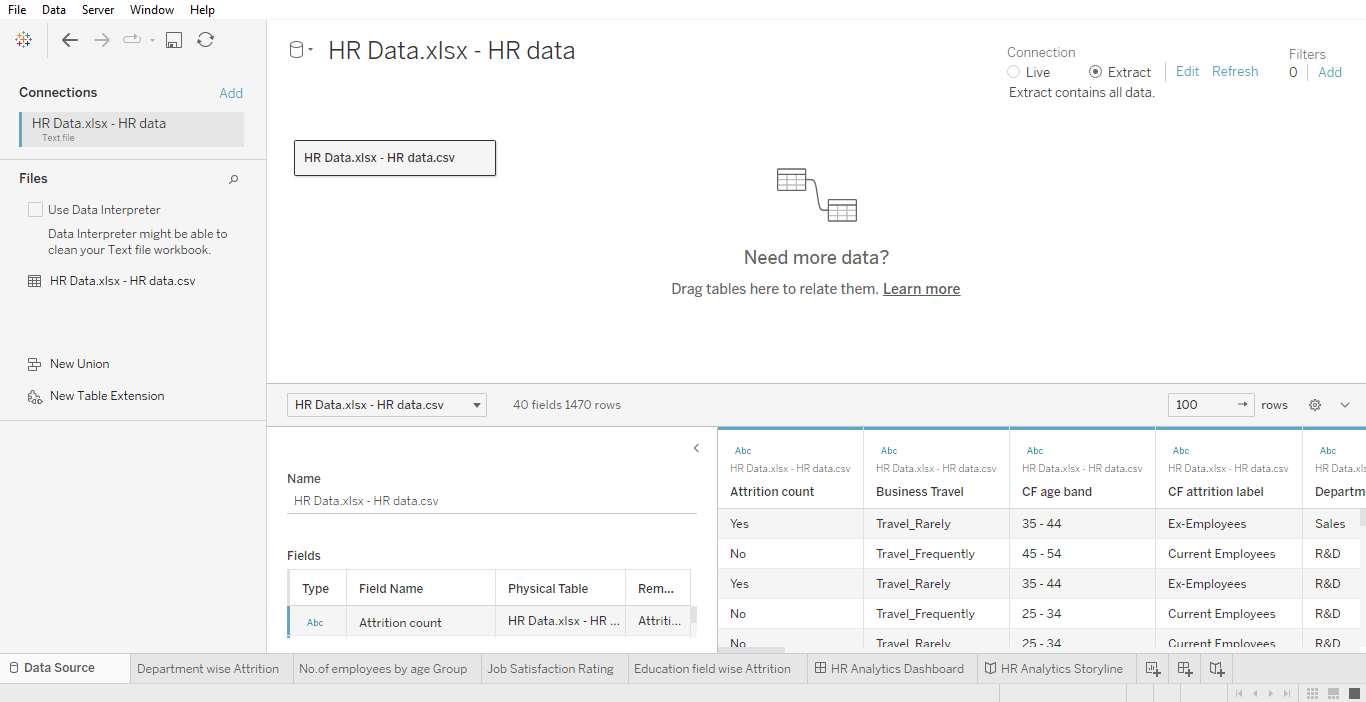 File Data Server Window Help
HR Data.xlsx - HR data
Connections
Add
HR Data.xlsx - HR data
Text file
Files
Use Data Interpreter
Data Interpreter might be able to
clean your Text file workbook.
HR Data.xlsx - HR data.csv
New Union
New Table Extension
Connection
Live Extract Edit Refresh
Extract contains all data.
Filters
0 Add
HR Data.xlsx - HR data.csv
Need more data?
Drag tables here to relate them. Learn more
HR Data.xlsx - HR data.csv 40 fields 1470 rows 100 rows
Name
HR Data.xlsx - HR data.csv
Fields
Type Field Name Physical Table Rem...
Abc Attrition count HR Data.xlsx - HR ... Attriti...
Abc Abc Abc Abc Abc
HR Data.xlsx - HR data.csv HR Data.xlsx - HR data.csv HR Data.xlsx - HR data.csv HR Data.xlsx - HR data.csv HR Data.xls
Attrition count Business Travel CF age band CF attrition label Departm
Yes Travel_Rarely 35 - 44 Ex-Employees Sales
No Travel_Frequently 45 - 54 Current Employees R&D
Yes Travel_Rarely 35 - 44 Ex-Employees R&D
No Travel_Frequently 25 - 34 Current Employees R&D
No Travel_Rarely 25 - 34 Current Employees R&D
Data Source Department wise Attrition No.of employees by age Group Job Satisfaction Rating Education field wise Attrition HR Analytics Dashboard HR Analytics Storyline